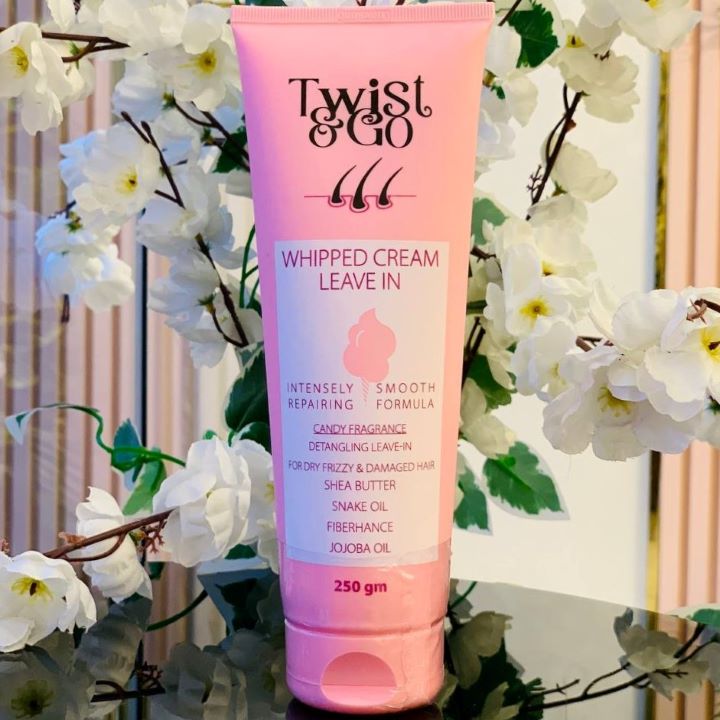 Twist
&Go
WHIPPED CREAM
LEAVE IN
INTENSELY SMOOTH
REPAIRING FORMULA
CANDY FRAGRANCE
DETANGLING LEAVE-IN
FOR DRY FRIZZY & DAMAGED HAIR
SHEA BUTTER
SNAKE OIL
FIBERHANCE
JOJOBA OIL
250 gm